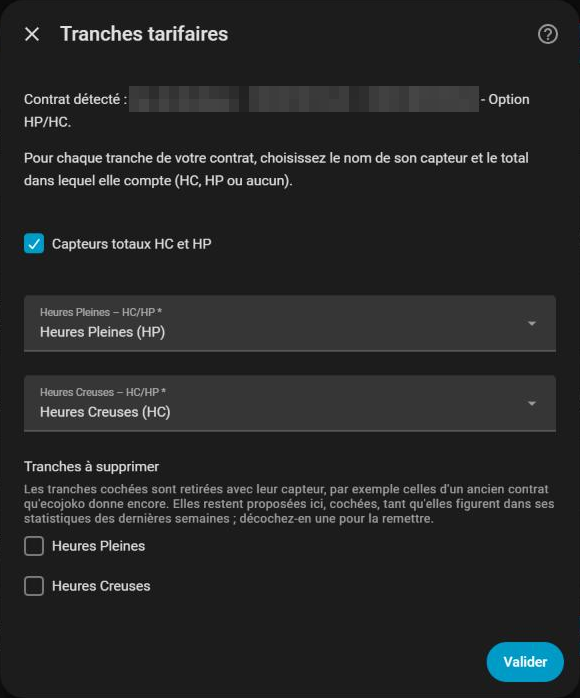 Tranches tarifaires
Contrat détecté : - Option
HP/HC.
Pour chaque tranche de votre contrat, choisissez le nom de son capteur et le total
dans lequel elle compte (HC, HP ou aucun).
Capteurs totaux HC et HP
Heures Pleines – HC/HP *
Heures Pleines (HP)
Heures Creuses – HC/HP *
Heures Creuses (HC)
Tranches à supprimer
Les tranches cochées sont retirées avec leur capteur, par exemple celles d'un ancien contrat
qu'ecojoko donne encore. Elles restent proposées ici, cochées, tant qu'elles figurent dans ses
statistiques des dernières semaines ; décochez-en une pour la remettre.
Heures Pleines
Heures Creuses
Valider